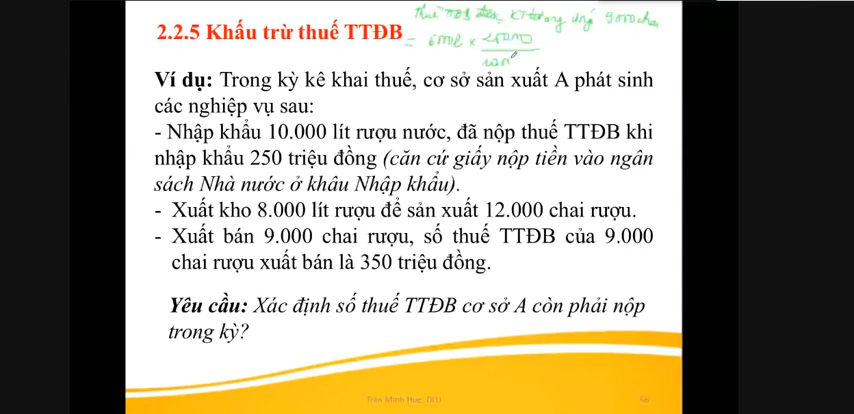 2.2.5 Khấu trừ thuế TTĐB
Ví dụ: Trong kỳ kê khai thuế, cơ sở sản xuất A phát sinh
các nghiệp vụ sau:
- Nhập khẩu 10.000 lít rượu nước, đã nộp thuế TTĐB khi
nhập khẩu 250 triệu đồng (căn cứ giấy nộp tiền vào ngân
sách Nhà nước ở khâu Nhập khẩu).
- Xuất kho 8.000 lít rượu để sản xuất 12.000 chai rượu.
- Xuất bán 9.000 chai rượu, số thuế TTĐB của 9.000
chai rượu xuất bán là 350 triệu đồng.
Yêu cầu: Xác định số thuế TTĐB cơ sở A còn phải nộp
trong kỳ?
66